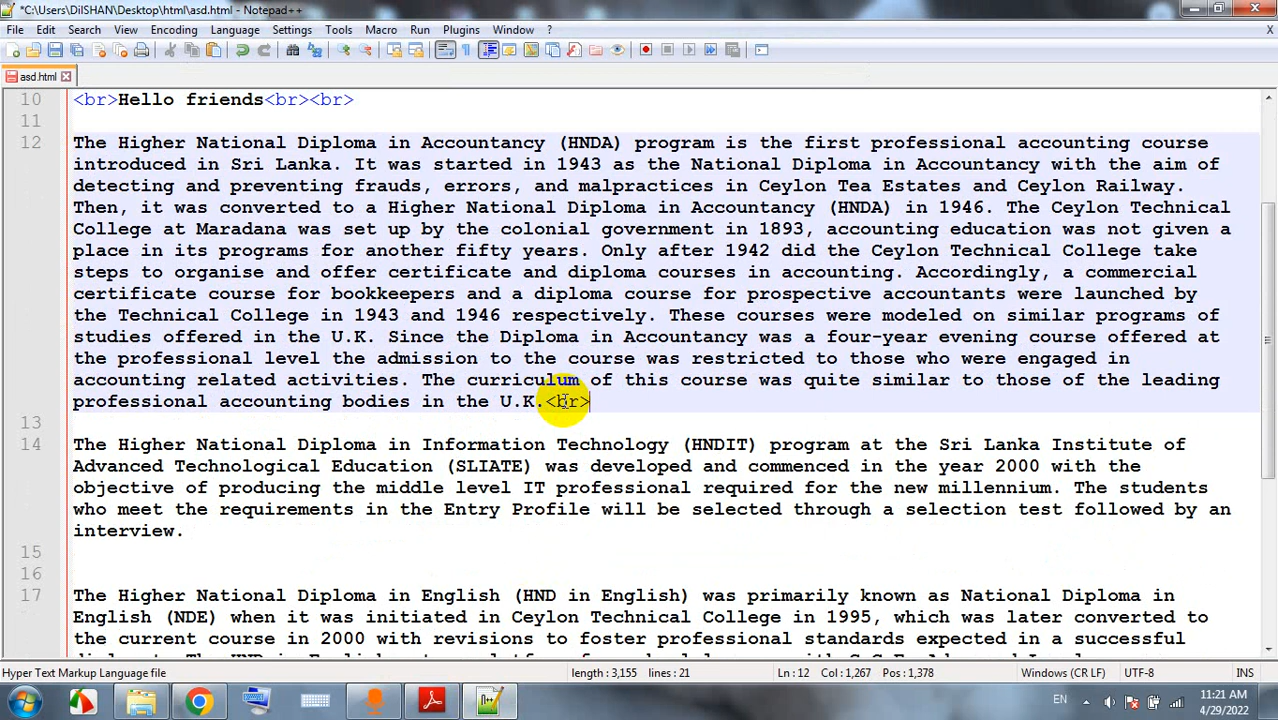 *C:\Users\DilSHAN\Desktop\html\asd.html - Notepad++
File Edit Search View Encoding Language Settings Tools Macro Run Plugins Window ? X
asd.html
10 <br>Hello friends<br><br>
11
12 The Higher National Diploma in Accountancy (HNDA) program is the first professional accounting course
introduced in Sri Lanka. It was started in 1943 as the National Diploma in Accountancy with the aim of
detecting and preventing frauds, errors, and malpractices in Ceylon Tea Estates and Ceylon Railway.
Then, it was converted to a Higher National Diploma in Accountancy (HNDA) in 1946. The Ceylon Technical
College at Maradana was set up by the colonial government in 1893, accounting education was not given a
place in its programs for another fifty years. Only after 1942 did the Ceylon Technical College take
steps to organise and offer certificate and diploma courses in accounting. Accordingly, a commercial
certificate course for bookkeepers and a diploma course for prospective accountants were launched by
the Technical College in 1943 and 1946 respectively. These courses were modeled on similar programs of
studies offered in the U.K. Since the Diploma in Accountancy was a four-year evening course offered at
the professional level the admission to the course was restricted to those who were engaged in
accounting related activities. The curriculum of this course was quite similar to those of the leading
professional accounting bodies in the U.K.<br>
13
14 The Higher National Diploma in Information Technology (HNDIT) program at the Sri Lanka Institute of
Advanced Technological Education (SLIATE) was developed and commenced in the year 2000 with the
objective of producing the middle level IT professional required for the new millennium. The students
who meet the requirements in the Entry Profile will be selected through a selection test followed by an
interview.
15
16
17 The Higher National Diploma in English (HND in English) was primarily known as National Diploma in
English (NDE) when it was initiated in Ceylon Technical College in 1995, which was later converted to
the current course in 2000 with revisions to foster professional standards expected in a successful
Hyper Text Markup Language file length : 3,155 lines : 21 Ln : 12 Col : 1,267 Pos : 1,378 Windows (CR LF) UTF-8 INS
EN 11:21 AM
4/29/2022